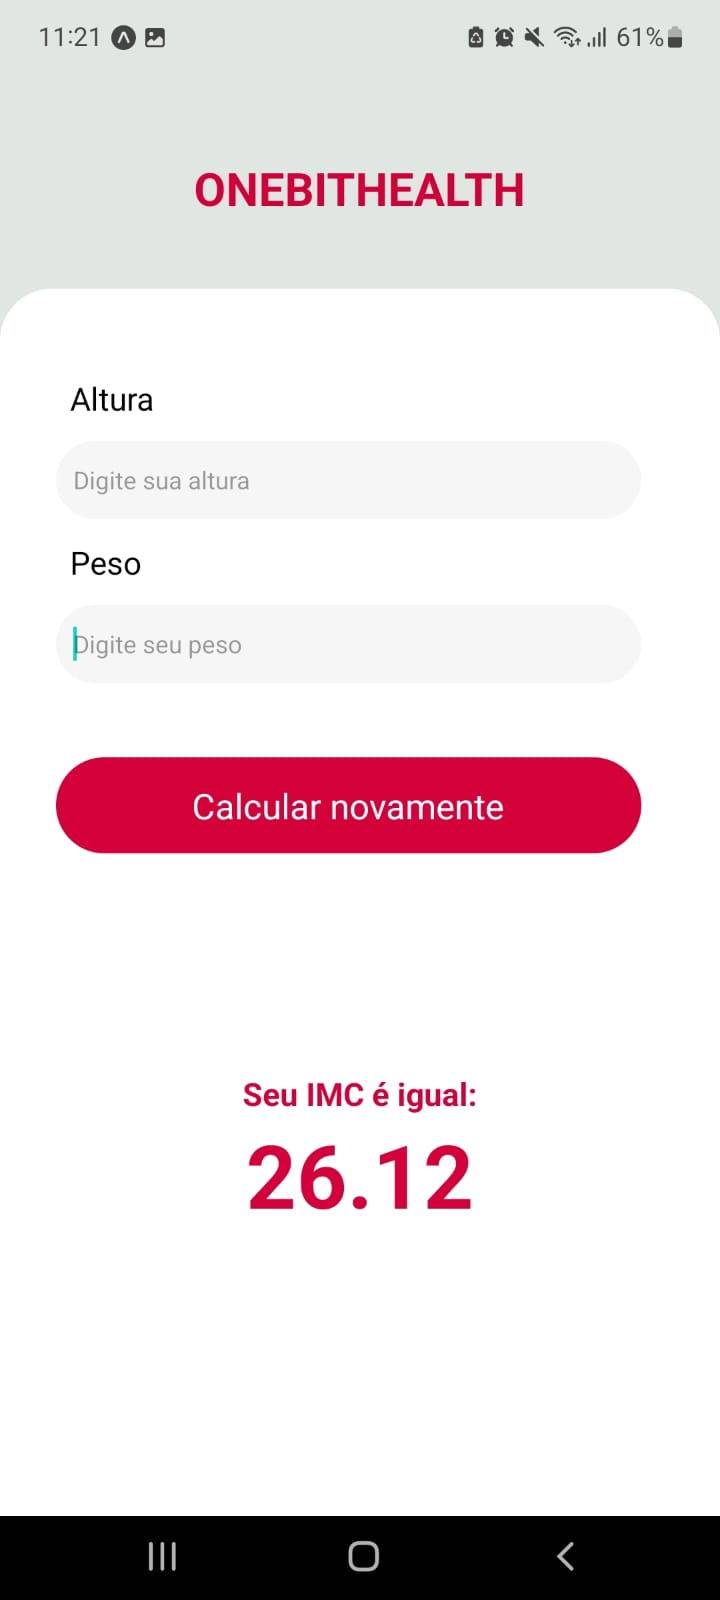 11:21 61%
ONEBITHEALTH
Altura
Digite sua altura
Peso
Digite seu peso
Calcular novamente
Seu IMC é igual:
26.12